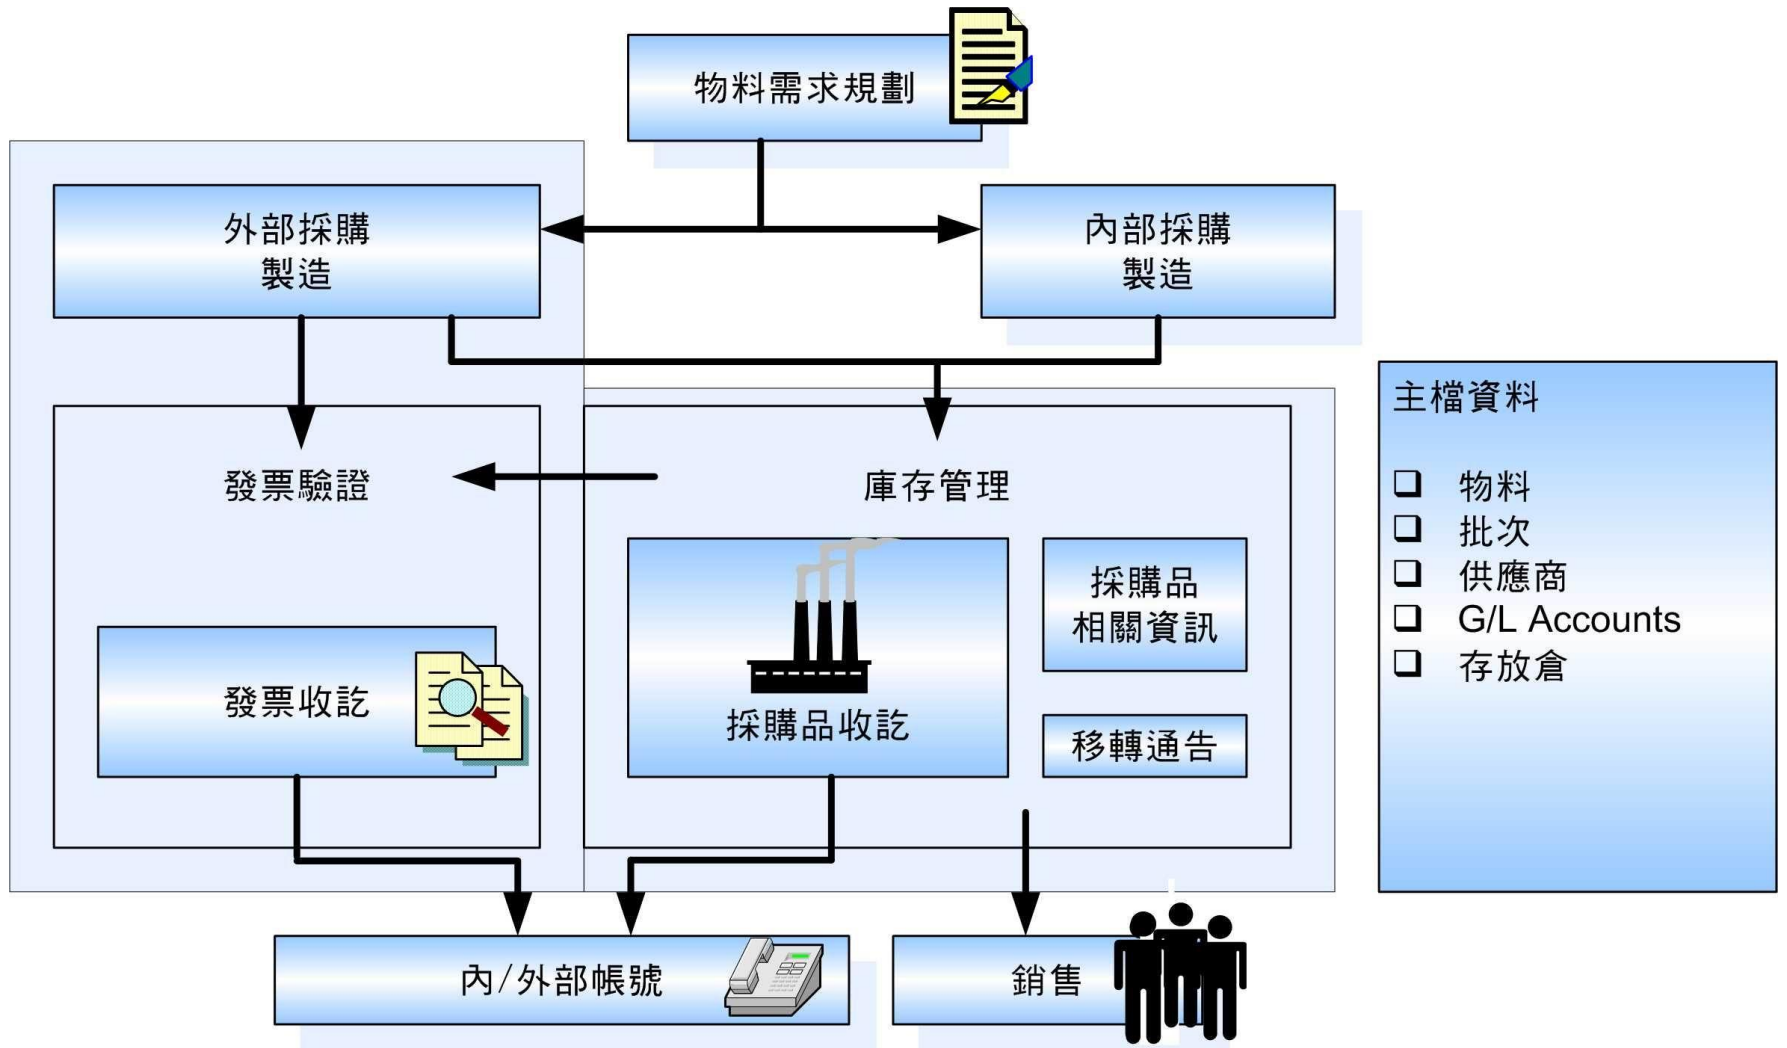 物料需求規劃
外部採購
製造
內部採購
製造
發票驗證
庫存管理
採購品
相關資訊
發票收訖
採購品收訖
移轉通告
內/外部帳號
銷售
主檔資料
❑ 物料
❑ 批次
❑ 供應商
❑ G/L Accounts
❑ 存放倉